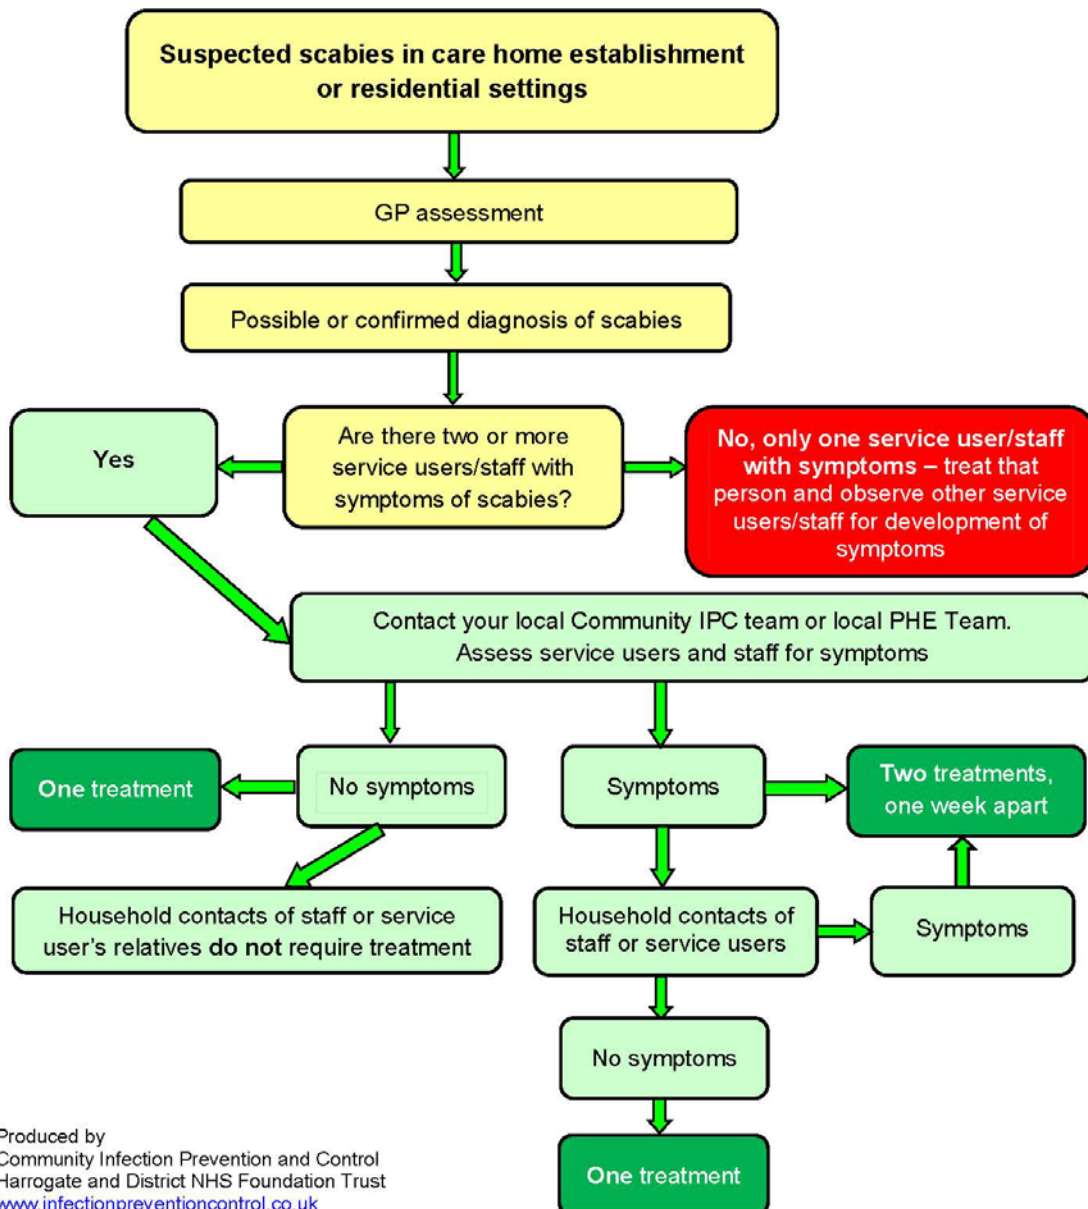 Suspected scabies in care home establishment
or residential settings
GP assessment
Possible or confirmed diagnosis of scabies
Yes
Are there two or more
service users/staff with
symptoms of scabies?
No, only one service user/staff
with symptoms – treat that
person and observe other service
users/staff for development of
symptoms
Contact your local Community IPC team or local PHE Team.
Assess service users and staff for symptoms
One treatment
No symptoms
Symptoms
Two treatments,
one week apart
Household contacts of staff or service
user's relatives do not require treatment
Household contacts of
staff or service users
Symptoms
No symptoms
One treatment
Produced by
Community Infection Prevention and Control
Harrogate and District NHS Foundation Trust
www.infectionpreventioncontrol.co.uk